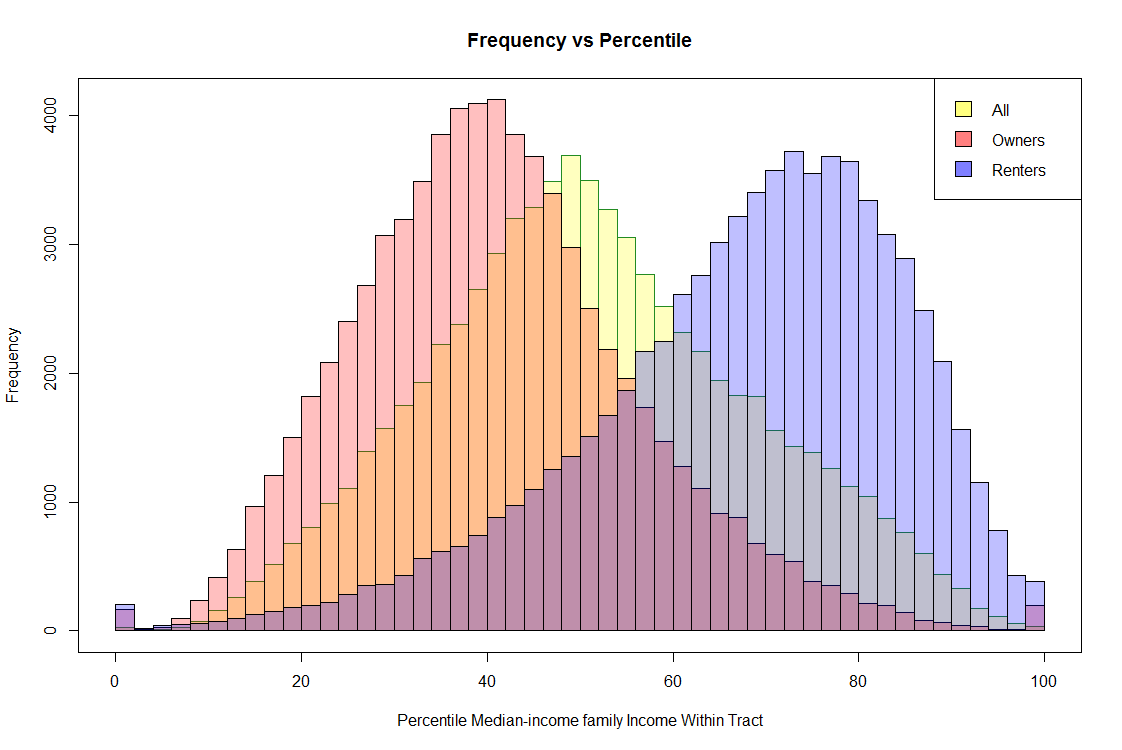 Frequency vs Percentile
All
Owners
Renters
Frequency
0
1000
2000
3000
4000
0 20 40 60 80 100
Percentile Median-income family Income Within Tract